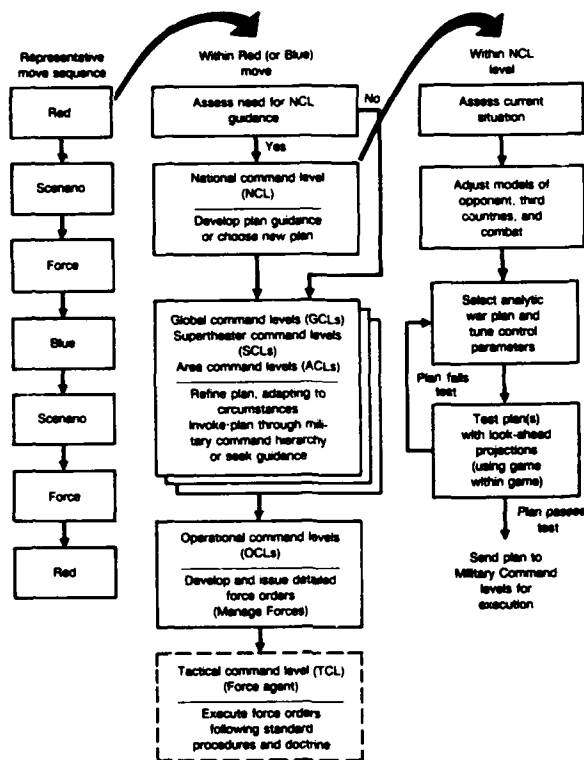 Representative
move sequence
Red
Scenano
Force
Blue
Scenano
Force
Red
Within Red (or Blue)
move
Assess need for NCL
guidance
No
Yes
National command level
(NCL)
Develop plan guidance
or choose new plan
Global command levels (GCLs)
Supertheater command levels
(SCLs)
Area command levels (ACLs)
Refine plan, adapting to
circumstances
Invoke-plan through mili-
tary command hierarchy
or seek guidance
Operational command levels
(OCLs)
Develop and issue detailed
force orders
(Manage Forces)
Tactical command level (TCL)
(Force agent)
Execute force orders
following standard
procedures and doctrine
Within NCL
level
Assess current
situation
Adjust models of
opponent, third
countries, and
combat
Select analytic
war plan and
tune control
parameters
Plan fails
test
Test plan(s)
with look-ahead
projections
(using game
within game)
Plan passes
test
Send plan to
Military Command
levels for
execution